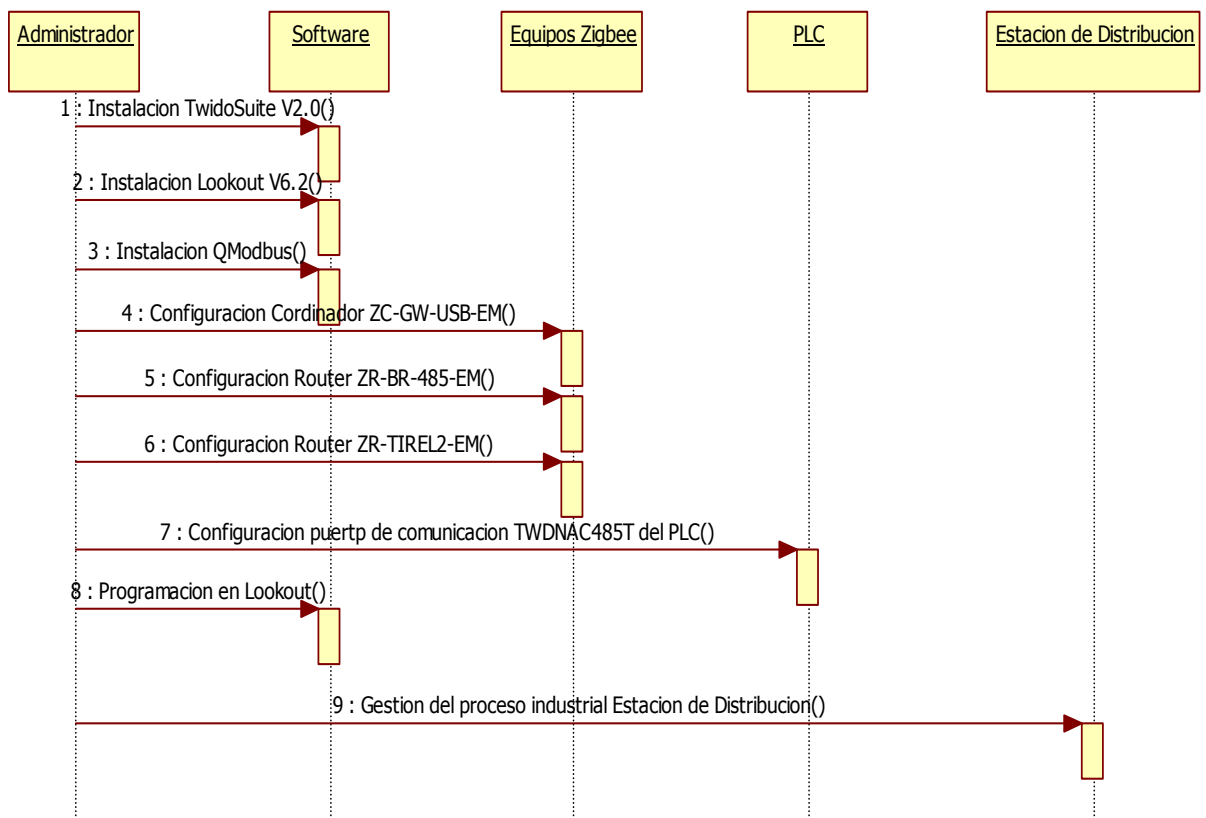 Administrador
Software
Equipos Zigbee
PLC
Estacion de Distribucion
1 : Instalacion TwidoSuite V2.0()
2 : Instalacion Lookout V6.2()
3 : Instalacion QModbus()
4 : Configuracion Cordinador ZC-GW-USB-EM()
5 : Configuracion Router ZR-BR-485-EM()
6 : Configuracion Router ZR-TIREL2-EM()
7 : Configuracion puertp de comunicacion TWDNAC485T del PLC()
8 : Programacion en Lookout()
9 : Gestion del proceso industrial Estacion de Distribucion()